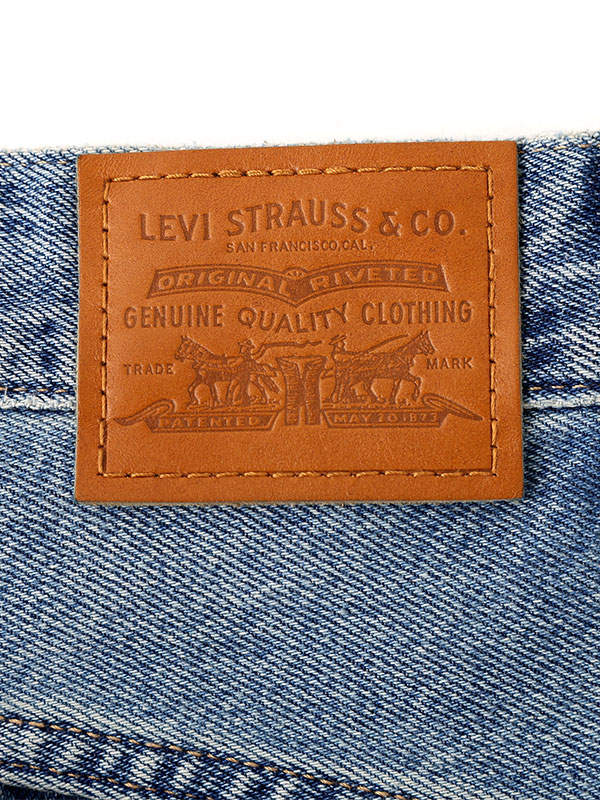 LEVI STRAUSS & CO.
SAN FRANCISCO, CAL.
ORIGINAL RIVETED
GENUINE QUALITY CLOTHING
TRADE MARK
PATENTED MAY 20 1873